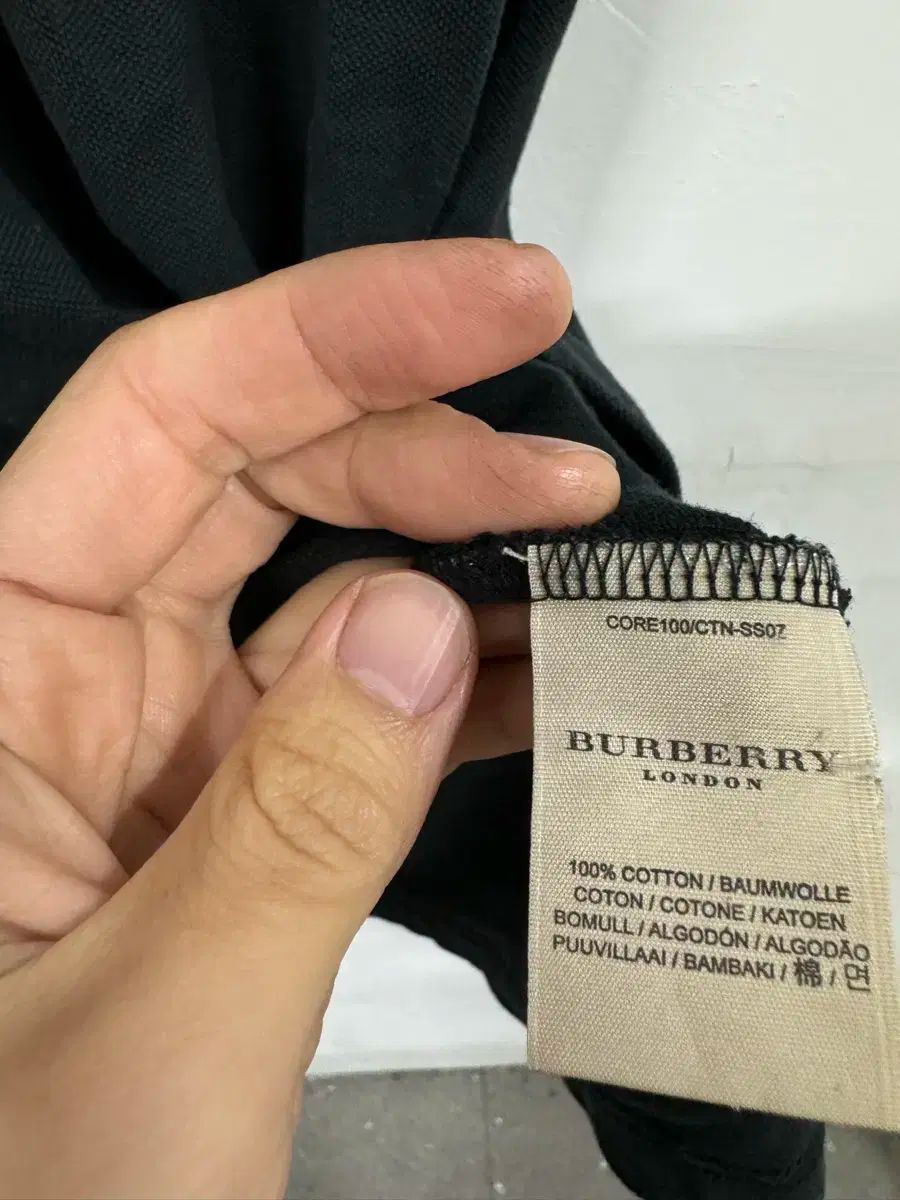 CORE100/CTN-SS07
BURBERRY
LONDON
100% COTTON / BAUMWOLLE
COTON / COTONE / KATOEN
BOMULL / ALGODÓN / ALGODÃO
PUUVILLAAI / BAMBAKI / 棉 / 면